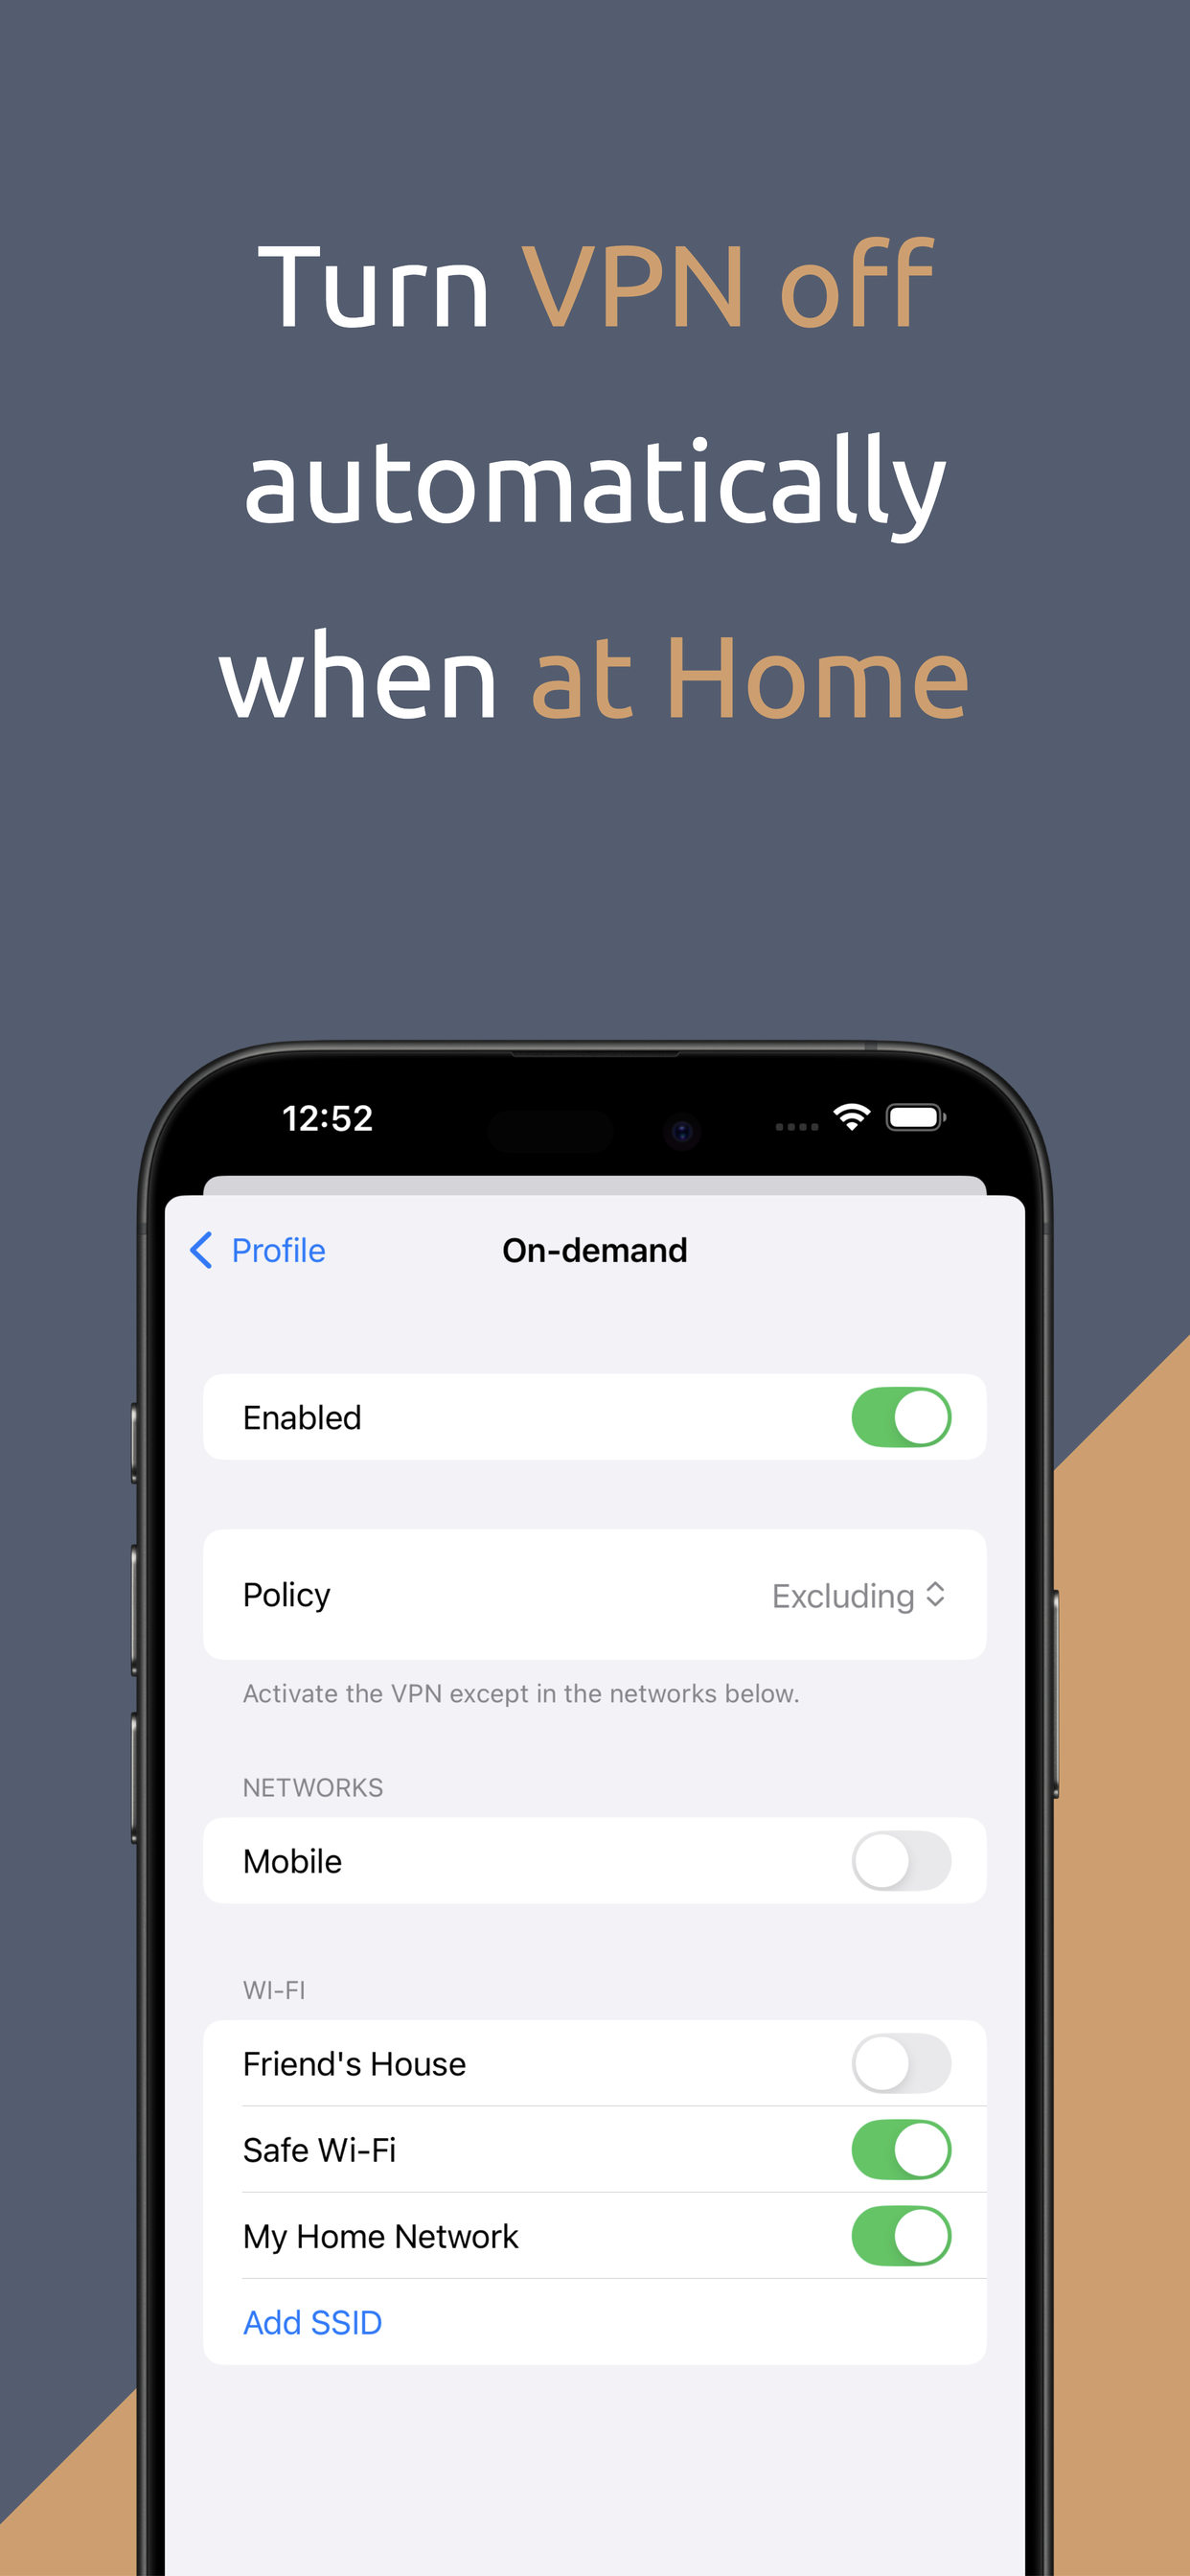 Turn VPN off
automatically
when at Home
12:52
Profile
On-demand
Enabled
Policy
Excluding
Activate the VPN except in the networks below.
NETWORKS
Mobile
WI-FI
Friend's House
Safe Wi-Fi
My Home Network
Add SSID